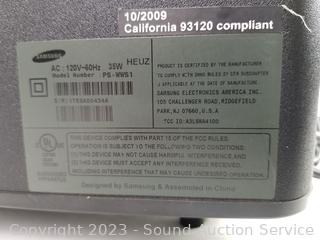 10/2009
California 93120 compliant
SAMSUNG
AC : 120V~60Hz 35W HEUZ
Model Number : PS-WWS1
THIS PRODUCT IS CERTIFIED BY THE MANUFACTURER
TO COMPLY WITH DHHS RULES 21 CFR SUBCHAPTER
J APPLICABLE AT DATE OF MANUFACTURE.
SAMSUNG ELECTRONICS AMERICA INC.
105 CHALLENGER ROAD, RIDGEFIELD
NJ 07660, U.S.A.
FCC ID : A3LSWA4100
THIS DEVICE COMPLIES WITH PART 15 OF THE FCC RULES.
OPERATION IS SUBJECT TO THE FOLLOWING TWO
(1) THIS DEVICE MAY NOT CAUSE
INTERFERENCE, AND (2) THIS DEVICE MUST ACCEPT
ANY INTERFERENCE RECEIVED, INCLUDING
THAT MAY CAUSE UNDESIRED OPERATION.
Designed by Samsung & Assembled in China
Copyright 2023 - Sound Auction Service